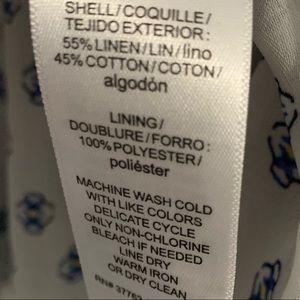 SHELL/COQUILLE/
TEJIDO EXTERIOR:
55% LINEN/LIN/lino
45% COTTON/COTON/
algodón
LINING/
DOUBLURE/FORRO:
100% POLYESTER/
poliéster
MACHINE WASH COLD
WITH LIKE COLORS
DELICATE CYCLE
ONLY NON-CHLORINE
BLEACH IF NEEDED
LINE DRY
WARM IRON
OR DRY CLEAN
RN# 3776